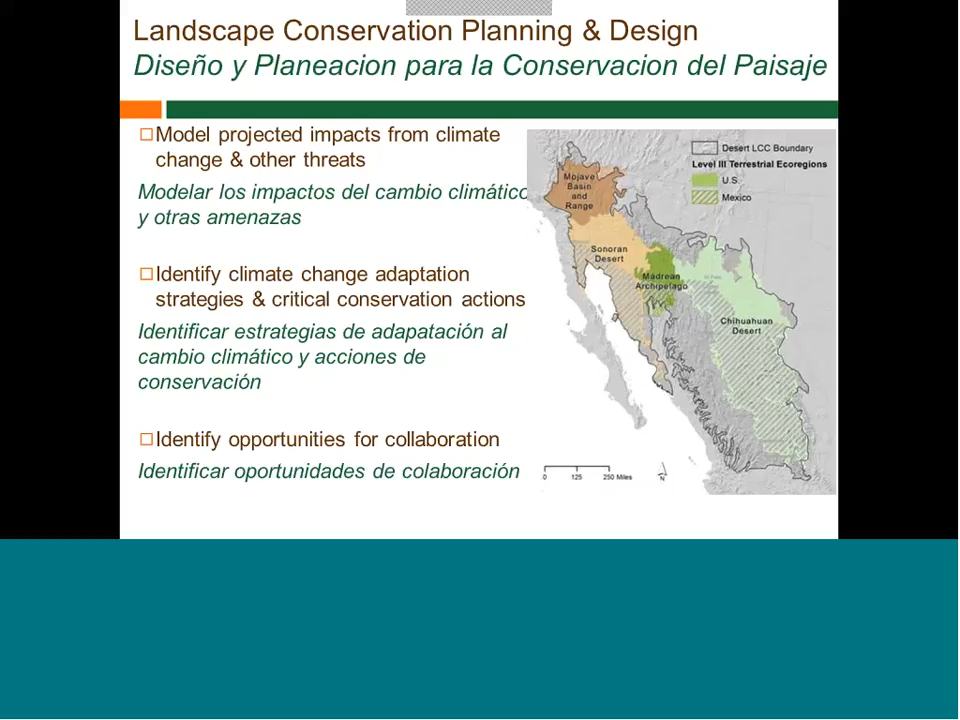 Landscape Conservation Planning & Design
Diseño y Planeacion para la Conservacion del Paisaje
Model projected impacts from climate
change & other threats
Modelar los impactos del cambio climático
y otras amenazas
Identify climate change adaptation
strategies & critical conservation actions
Identificar estrategias de adapatación al
cambio climático y acciones de
conservación
Identify opportunities for collaboration
Identificar oportunidades de colaboración
Desert LCC Boundary
Level III Terrestrial Ecoregions
U.S.
Mexico
Mojave
Basin
and
Range
Sonoran
Desert
Madrean
Archipelago
Chihuahuan
Desert
0 125 250 Miles
N